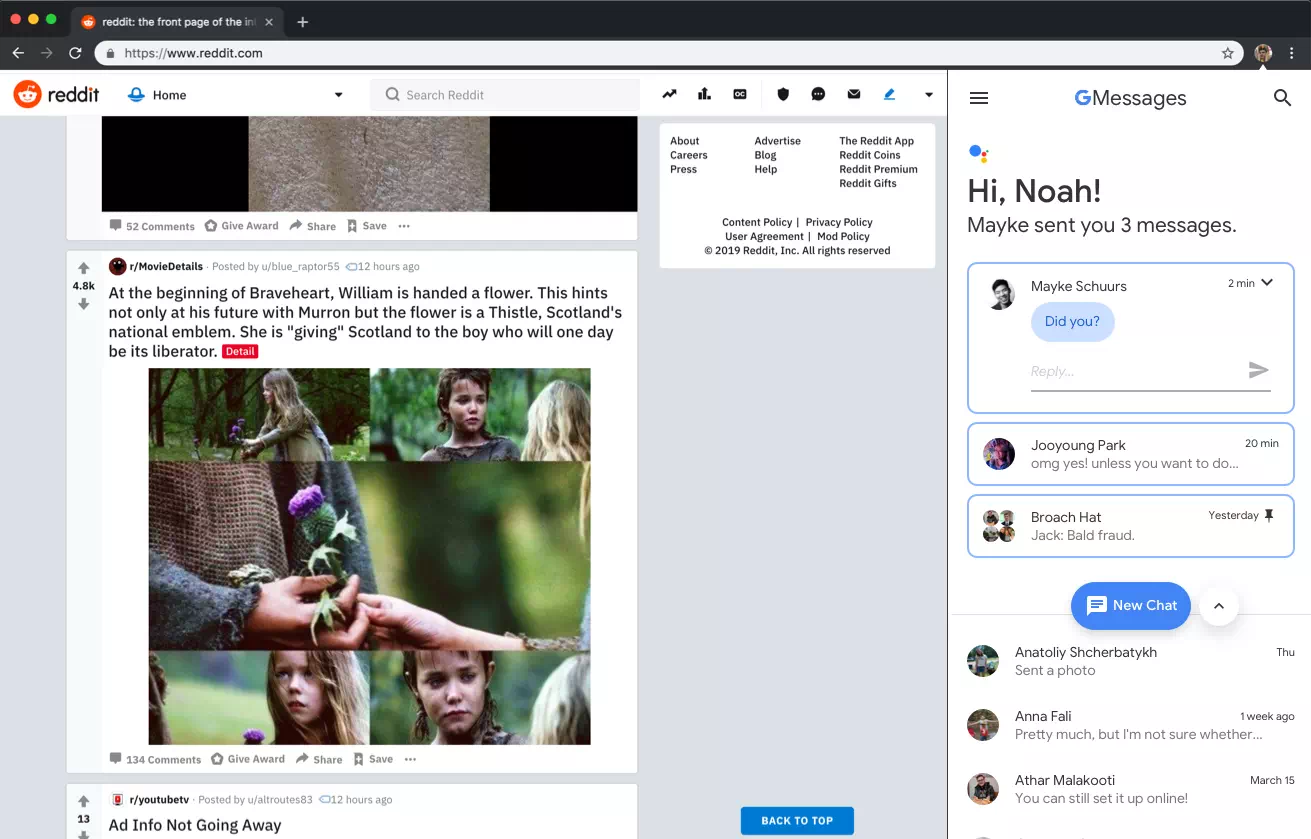 reddit: the front page of the in
https://www.reddit.com
reddit
Home
Search Reddit
52 Comments Give Award Share Save
r/MovieDetails · Posted by u/blue_raptor55 12 hours ago
4.8k
At the beginning of Braveheart, William is handed a flower. This hints
not only at his future with Murron but the flower is a Thistle, Scotland's
national emblem. She is "giving" Scotland to the boy who will one day
be its liberator. Detail
134 Comments Give Award Share Save
r/youtubetv · Posted by u/altroutes83 12 hours ago
13
Ad Info Not Going Away
About Advertise The Reddit App
Careers Blog Reddit Coins
Press Help Reddit Premium
Reddit Gifts
Content Policy | Privacy Policy
User Agreement | Mod Policy
© 2019 Reddit, Inc. All rights reserved
BACK TO TOP
GMessages
Hi, Noah!
Mayke sent you 3 messages.
Mayke Schuurs 2 min
Did you?
Reply...
Jooyoung Park 20 min
omg yes! unless you want to do...
Broach Hat Yesterday
Jack: Bald fraud.
New Chat
Anatoliy Shcherbatykh Thu
Sent a photo
Anna Fali 1 week ago
Pretty much, but I'm not sure whether...
Athar Malakooti March 15
You can still set it up online!